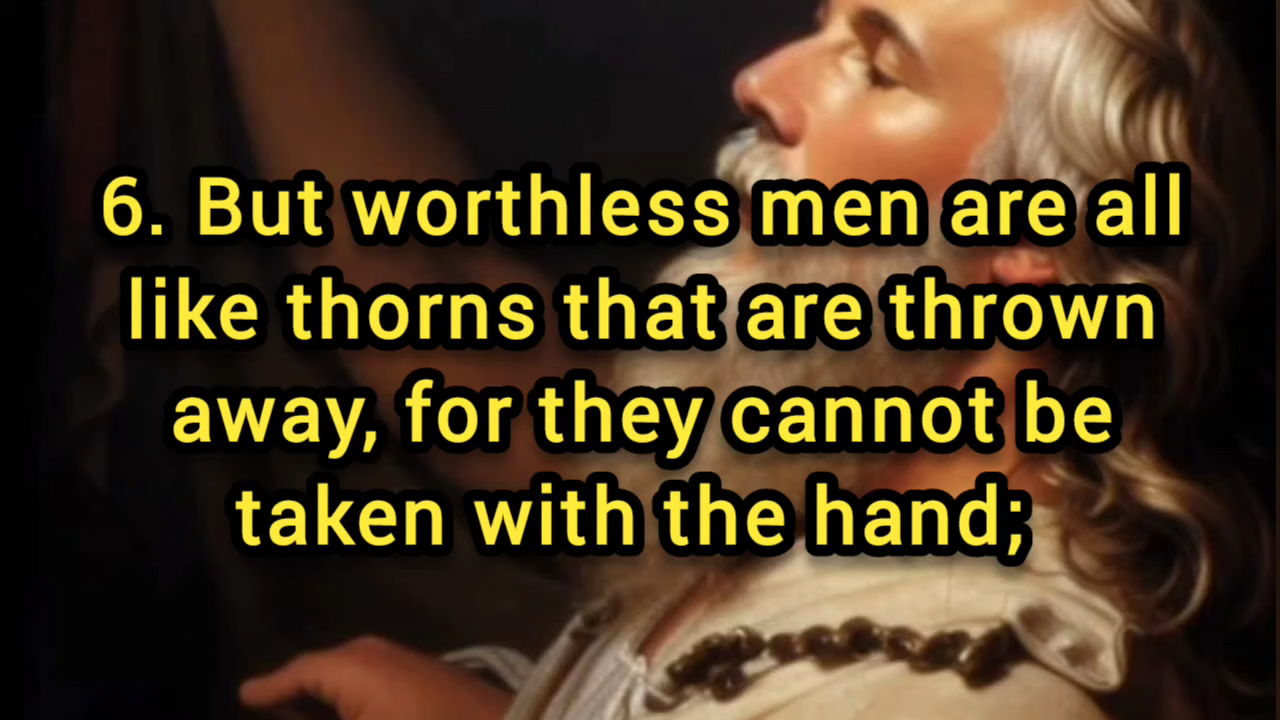 6. But worthless men are all
like thorns that are thrown
away, for they cannot be
taken with the hand;